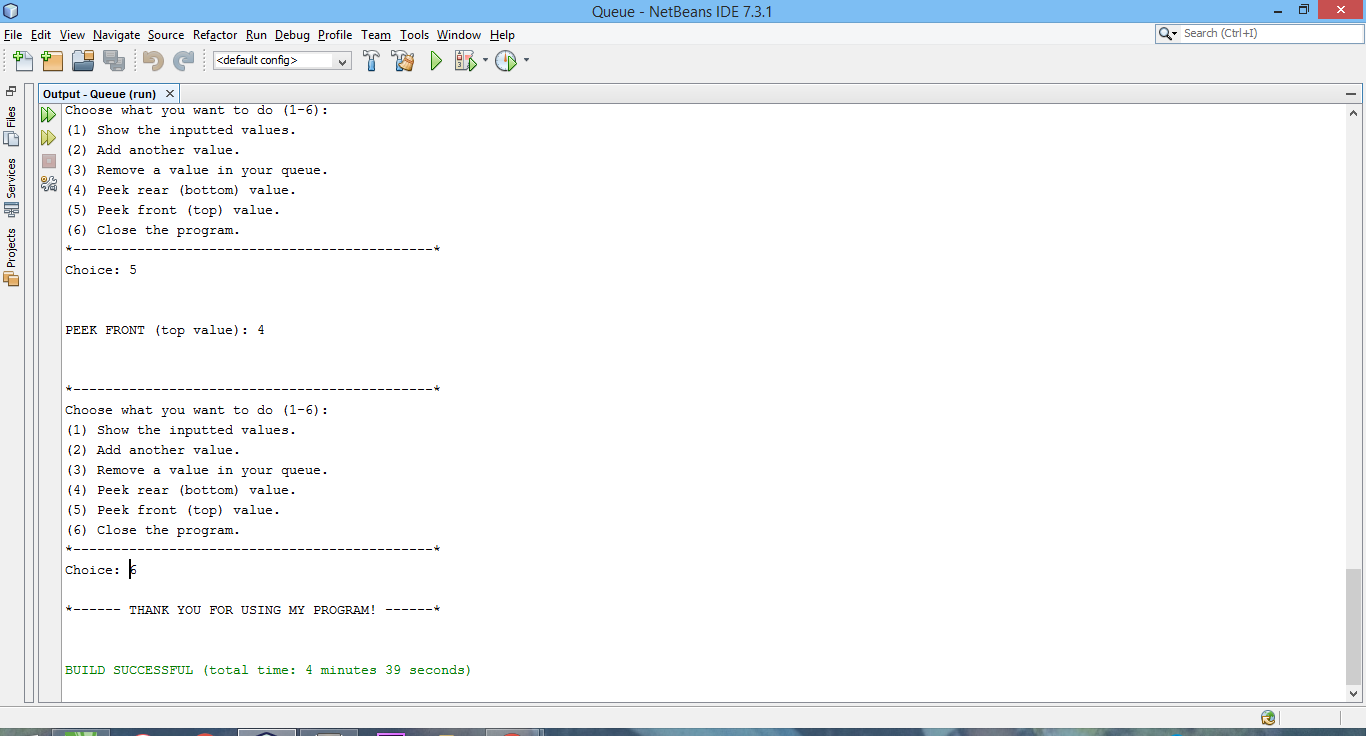 Queue - NetBeans IDE 7.3.1
File Edit View Navigate Source Refactor Run Debug Profile Team Tools Window Help
Search (Ctrl+I)
<default config>
Files
Services
Projects
Output - Queue (run)
Choose what you want to do (1-6):
(1) Show the inputted values.
(2) Add another value.
(3) Remove a value in your queue.
(4) Peek rear (bottom) value.
(5) Peek front (top) value.
(6) Close the program.
*---------------------------------------------*
Choice: 5
PEEK FRONT (top value): 4
*---------------------------------------------*
Choose what you want to do (1-6):
(1) Show the inputted values.
(2) Add another value.
(3) Remove a value in your queue.
(4) Peek rear (bottom) value.
(5) Peek front (top) value.
(6) Close the program.
*---------------------------------------------*
Choice: 6
*------ THANK YOU FOR USING MY PROGRAM! ------*
BUILD SUCCESSFUL (total time: 4 minutes 39 seconds)